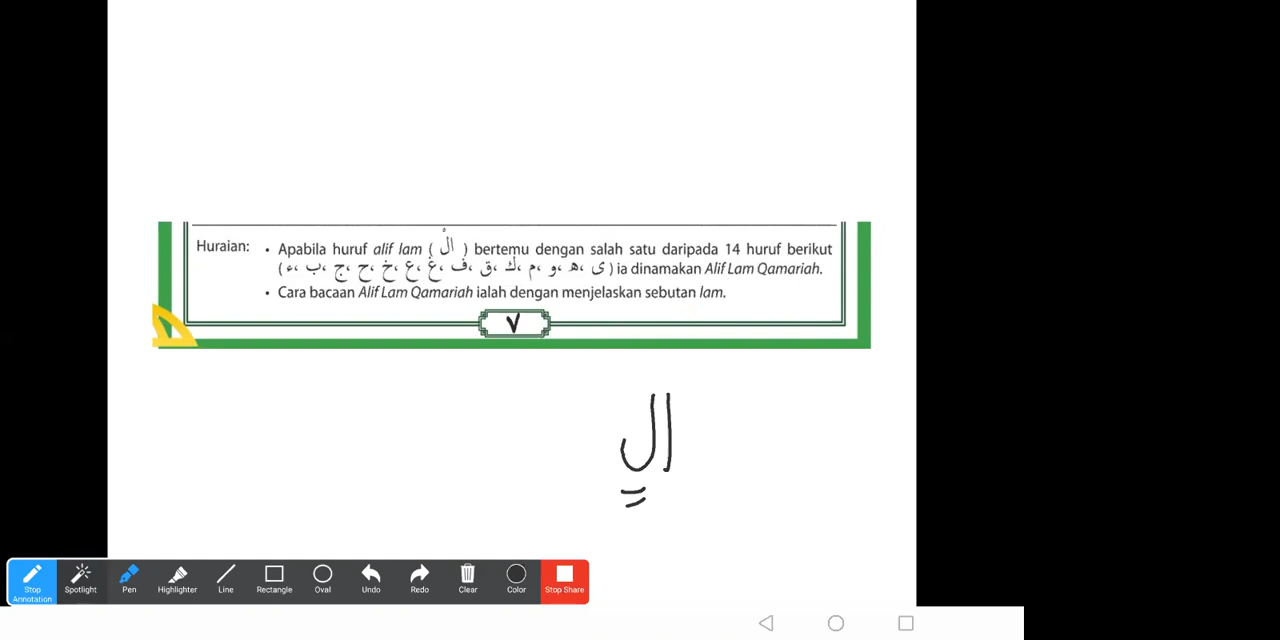 Huraian: • Apabila huruf alif lam ( الْ ) bertemu dengan salah satu daripada 14 huruf berikut
( ء، ب، ج، ح، خ، ع، غ، ف، ق، ك، م، و، هـ، ى ) ia dinamakan Alif Lam Qamariah.
• Cara bacaan Alif Lam Qamariah ialah dengan menjelaskan sebutan lam.
٧
ال
Stop Annotation
Spotlight
Pen
Highlighter
Line
Rectangle
Oval
Undo
Redo
Clear
Color
Stop Share